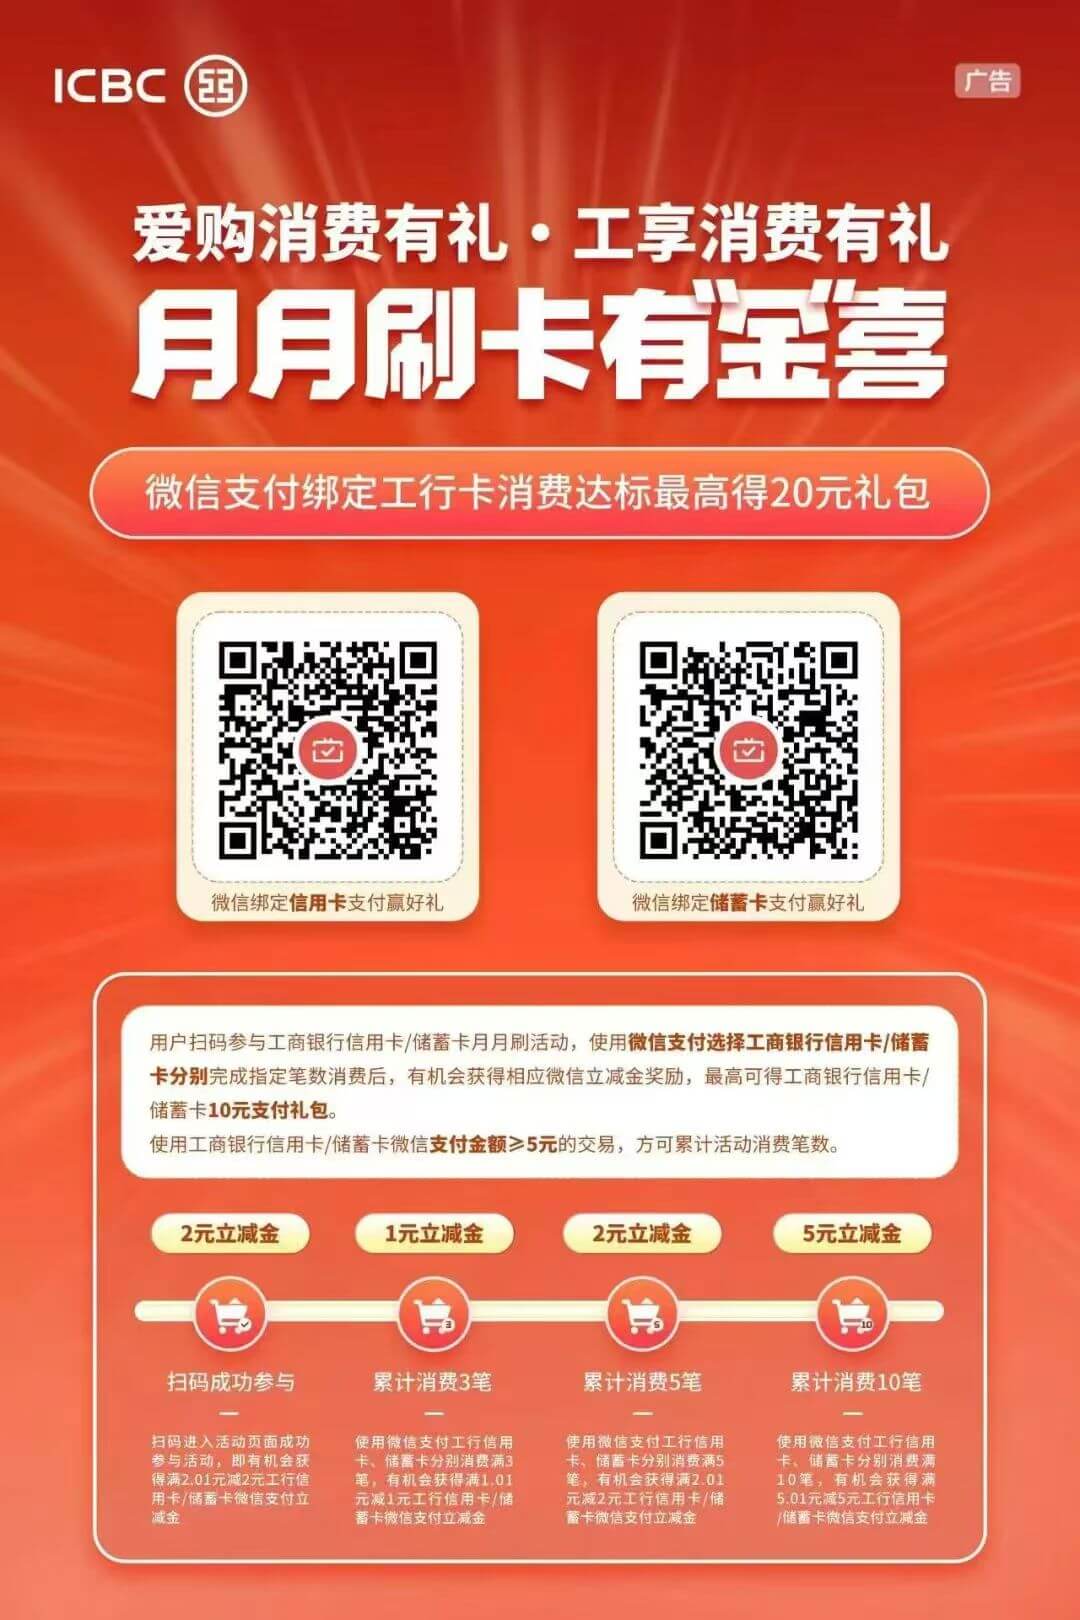 ICBC
广告
爱购消费有礼·工享消费有礼
月月刷卡有“金”喜
微信支付绑定工行卡消费达标最高得20元礼包
微信绑定信用卡支付赢好礼
微信绑定储蓄卡支付赢好礼
用户扫码参与工商银行信用卡/储蓄卡月月刷活动，使用微信支付选择工商银行信用卡/储蓄
卡分别完成指定笔数消费后，有机会获得相应微信立减金奖励，最高可得工商银行信用卡/
储蓄卡10元支付礼包。
使用工商银行信用卡/储蓄卡微信支付金额≥5元的交易，方可累计活动消费笔数。
2元立减金
1元立减金
2元立减金
5元立减金
3
5
10
扫码成功参与
累计消费3笔
累计消费5笔
累计消费10笔
扫码进入活动页面成功
参与活动，即有机会获
得满2.01元减2元工行信
用卡/储蓄卡微信支付立
减金
使用微信支付工行信用
卡、储蓄卡分别消费满3
笔，有机会获得满1.01
元减1元工行信用卡/储
蓄卡微信支付立减金
使用微信支付工行信用
卡、储蓄卡分别消费满5
笔，有机会获得满2.01
元减2元工行信用卡/储
蓄卡微信支付立减金
使用微信支付工行信用
卡、储蓄卡分别消费满
10笔，有机会获得满
5.01元减5元工行信用卡
/储蓄卡微信支付立减金